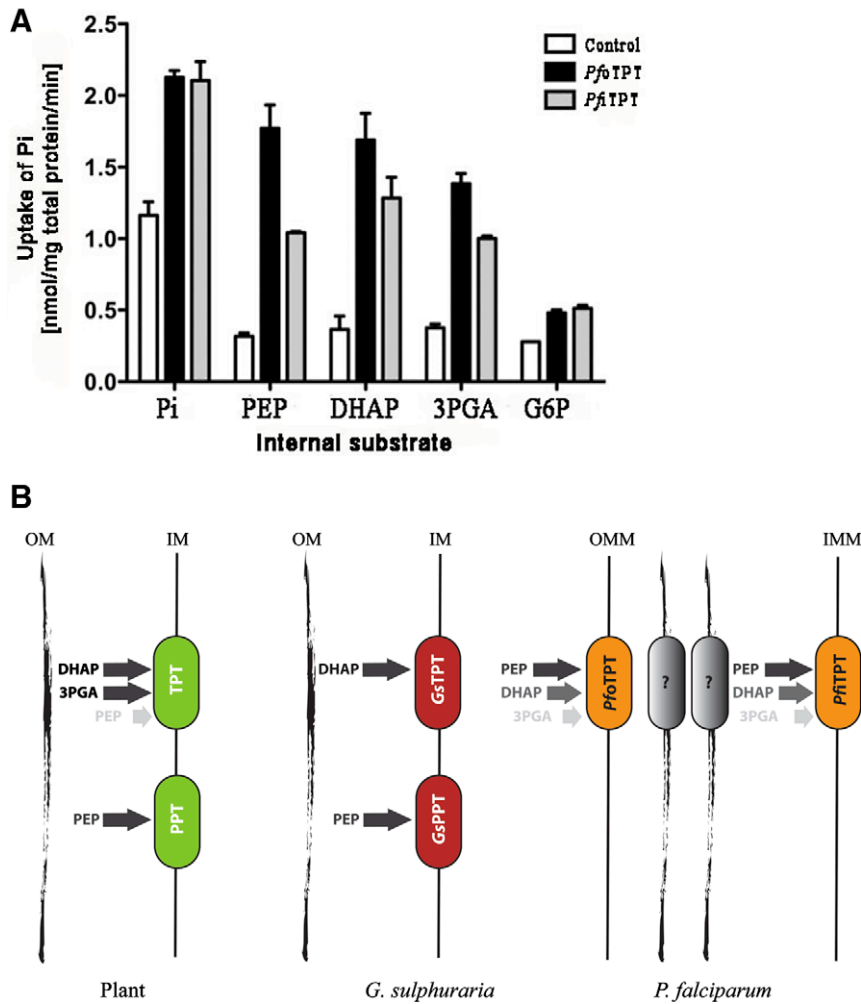 A
2.5
2.0
1.5
1.0
0.5
0.0
Uptake of Pi
[nmol/mg total protein/min]
Control
PfoTPT
PfiTPT
Pi PEP DHAP 3PGA G6P
Internal substrate
B
OM IM OM IM OMM IMM
DHAP
3PGA
PEP
TPT
PEP
PPT
DHAP
GsTPT
PEP
GsPPT
PEP
DHAP
3PGA
PfoTPT
?
?
PEP
DHAP
3PGA
PfiTPT
Plant G. sulphuraria P. falciparum